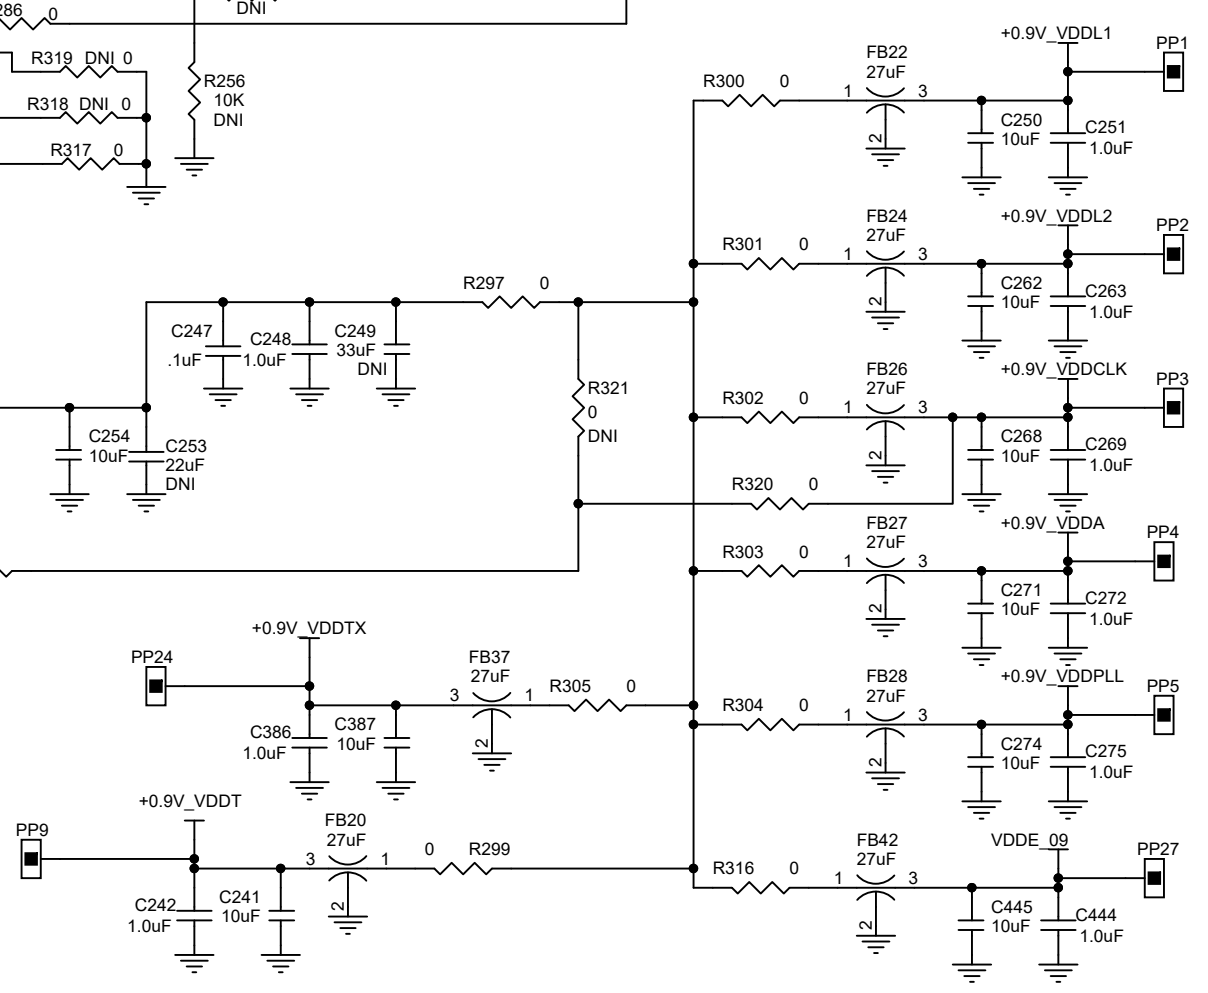 286 0
DNI
R319 DNI 0
R318 DNI 0
R317 0
R256
10K
DNI
R300 0
FB22
27uF
1 3
2
+0.9V_VDDL1
PP1
C250
10uF
C251
1.0uF
R301 0
FB24
27uF
1 3
2
+0.9V_VDDL2
PP2
C262
10uF
C263
1.0uF
R297 0
C247
.1uF
C248
1.0uF
C249
33uF
DNI
R321
0
DNI
C254
10uF
C253
22uF
DNI
R302 0
FB26
27uF
1 3
2
+0.9V_VDDCLK
PP3
C268
10uF
C269
1.0uF
R320 0
R303 0
FB27
27uF
1 3
2
+0.9V_VDDA
PP4
C271
10uF
C272
1.0uF
+0.9V_VDDTX
PP24
FB37
27uF
3 1
2
R305 0
C386
1.0uF
C387
10uF
R304 0
FB28
27uF
1 3
2
+0.9V_VDDPLL
PP5
C274
10uF
C275
1.0uF
+0.9V_VDDT
PP9
FB20
27uF
3 1
2
0 R299
C242
1.0uF
C241
10uF
R316 0
FB42
27uF
1 3
2
VDDE_09
PP27
C445
10uF
C444
1.0uF